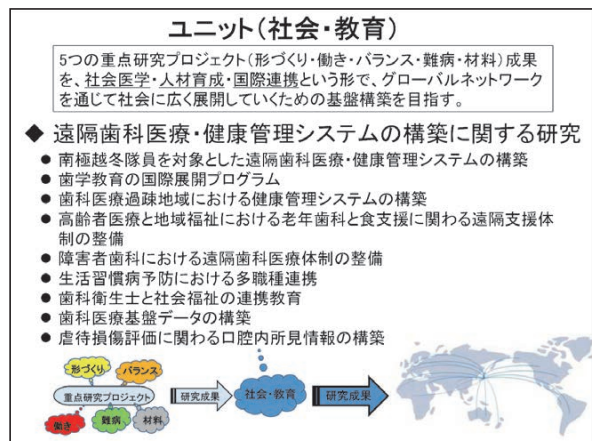 ユニット（社会・教育）
5つの重点研究プロジェクト（形づくり・働き・バランス・難病・材料）成果
を、社会医学・人材育成・国際連携という形で、グローバルネットワーク
を通じて社会に広く展開していくための基盤構築を目指す。
◆ 遠隔歯科医療・健康管理システムの構築に関する研究
● 南極越冬隊員を対象とした遠隔歯科医療・健康管理システムの構築
● 歯学教育の国際展開プログラム
● 歯科医療過疎地域における健康管理システムの構築
● 高齢者医療と地域福祉における老年歯科と食支援に関わる遠隔支援体
制の整備
● 障害者歯科における遠隔歯科医療体制の整備
● 生活習慣病予防における多職種連携
● 歯科衛生士と社会福祉の連携教育
● 歯科医療基盤データの構築
● 虐待損傷評価に関わる口腔内所見情報の構築
形づくり
バランス
重点研究プロジェクト
働き
難病
材料
研究成果
社会・教育
研究成果